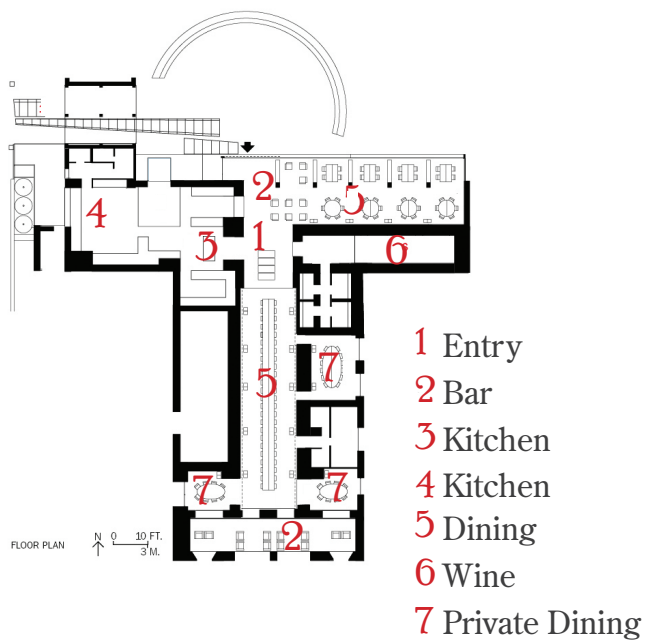 2
5
4
1
3
6
7
5
7
7
2
1 Entry
2 Bar
3 Kitchen
4 Kitchen
5 Dining
6 Wine
7 Private Dining
FLOOR PLAN
N
0 10 FT.
3 M.